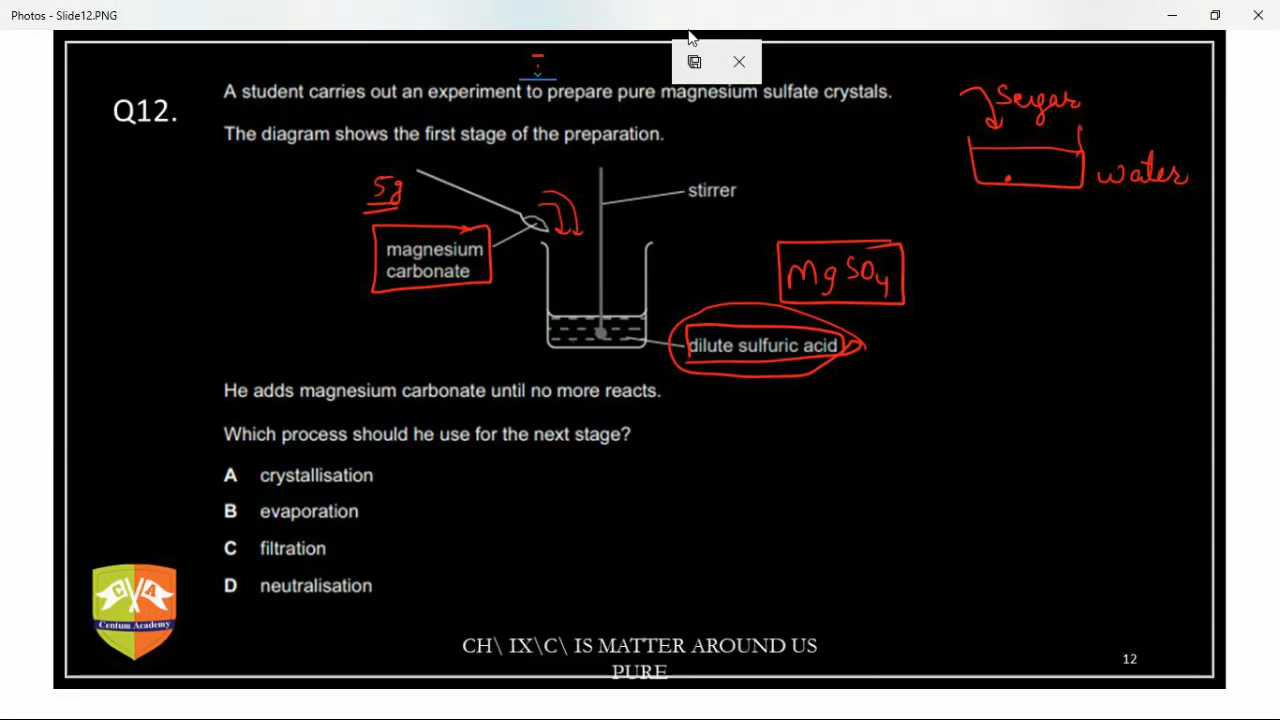 Photos - Slide12.PNG
Q12.
A student carries out an experiment to prepare pure magnesium sulfate crystals.
The diagram shows the first stage of the preparation.
Sugar
water
5g
stirrer
magnesium
carbonate
MgSO4
dilute sulfuric acid
He adds magnesium carbonate until no more reacts.
Which process should he use for the next stage?
A crystallisation
B evaporation
C filtration
D neutralisation
C A
Centum Academy
CH\ IX\C\ IS MATTER AROUND US
PURE
12